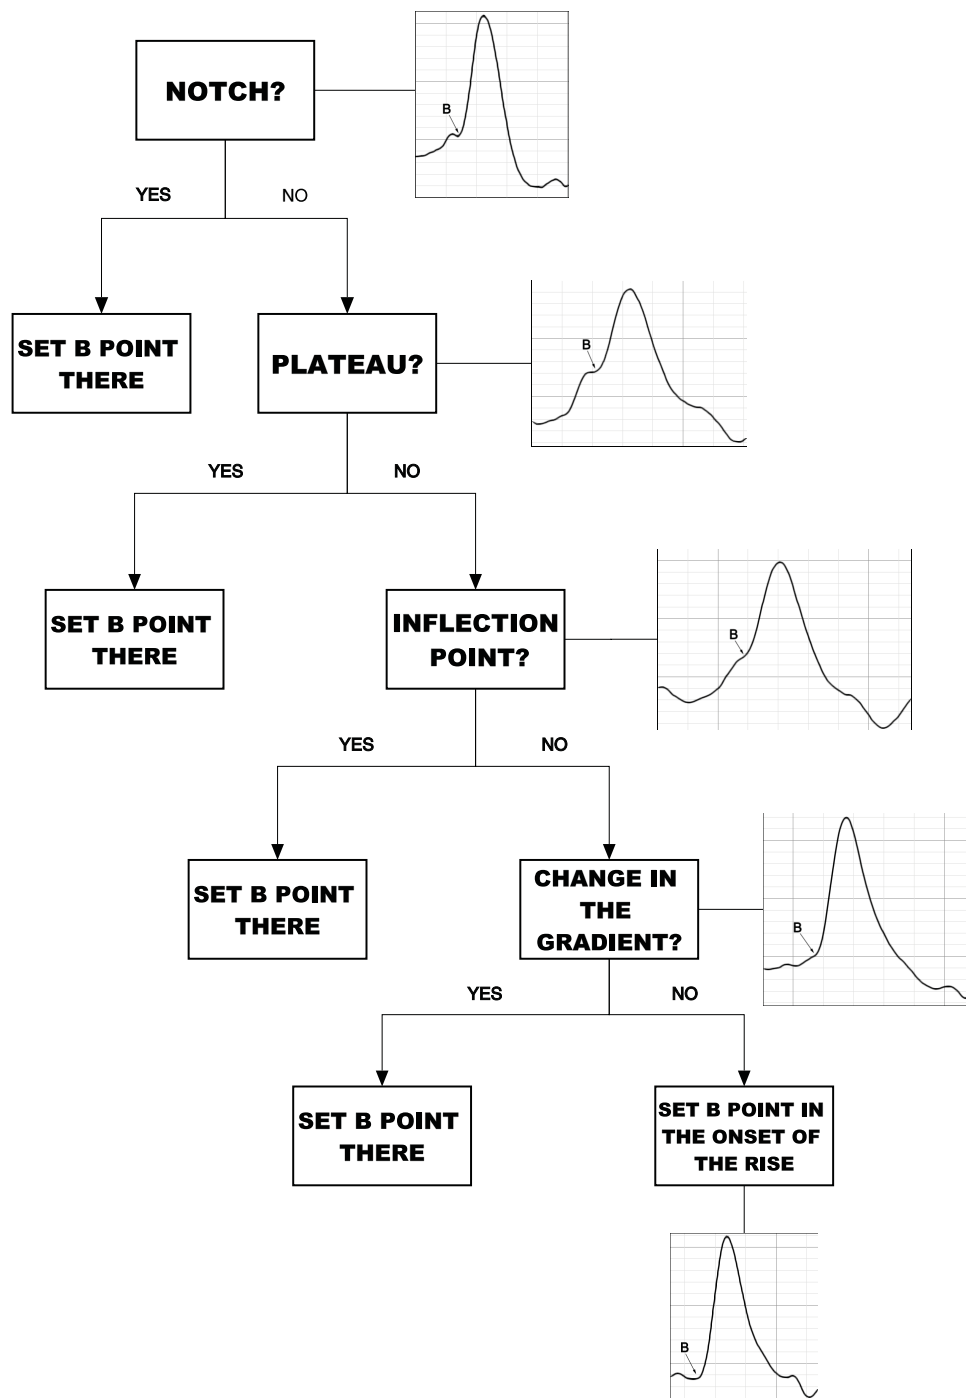 NOTCH?
B
YES
NO
SET B POINT
THERE
PLATEAU?
B
YES
NO
SET B POINT
THERE
INFLECTION
POINT?
B
YES
NO
SET B POINT
THERE
CHANGE IN
THE
GRADIENT?
B
YES
NO
SET B POINT
THERE
SET B POINT IN
THE ONSET OF
THE RISE
B